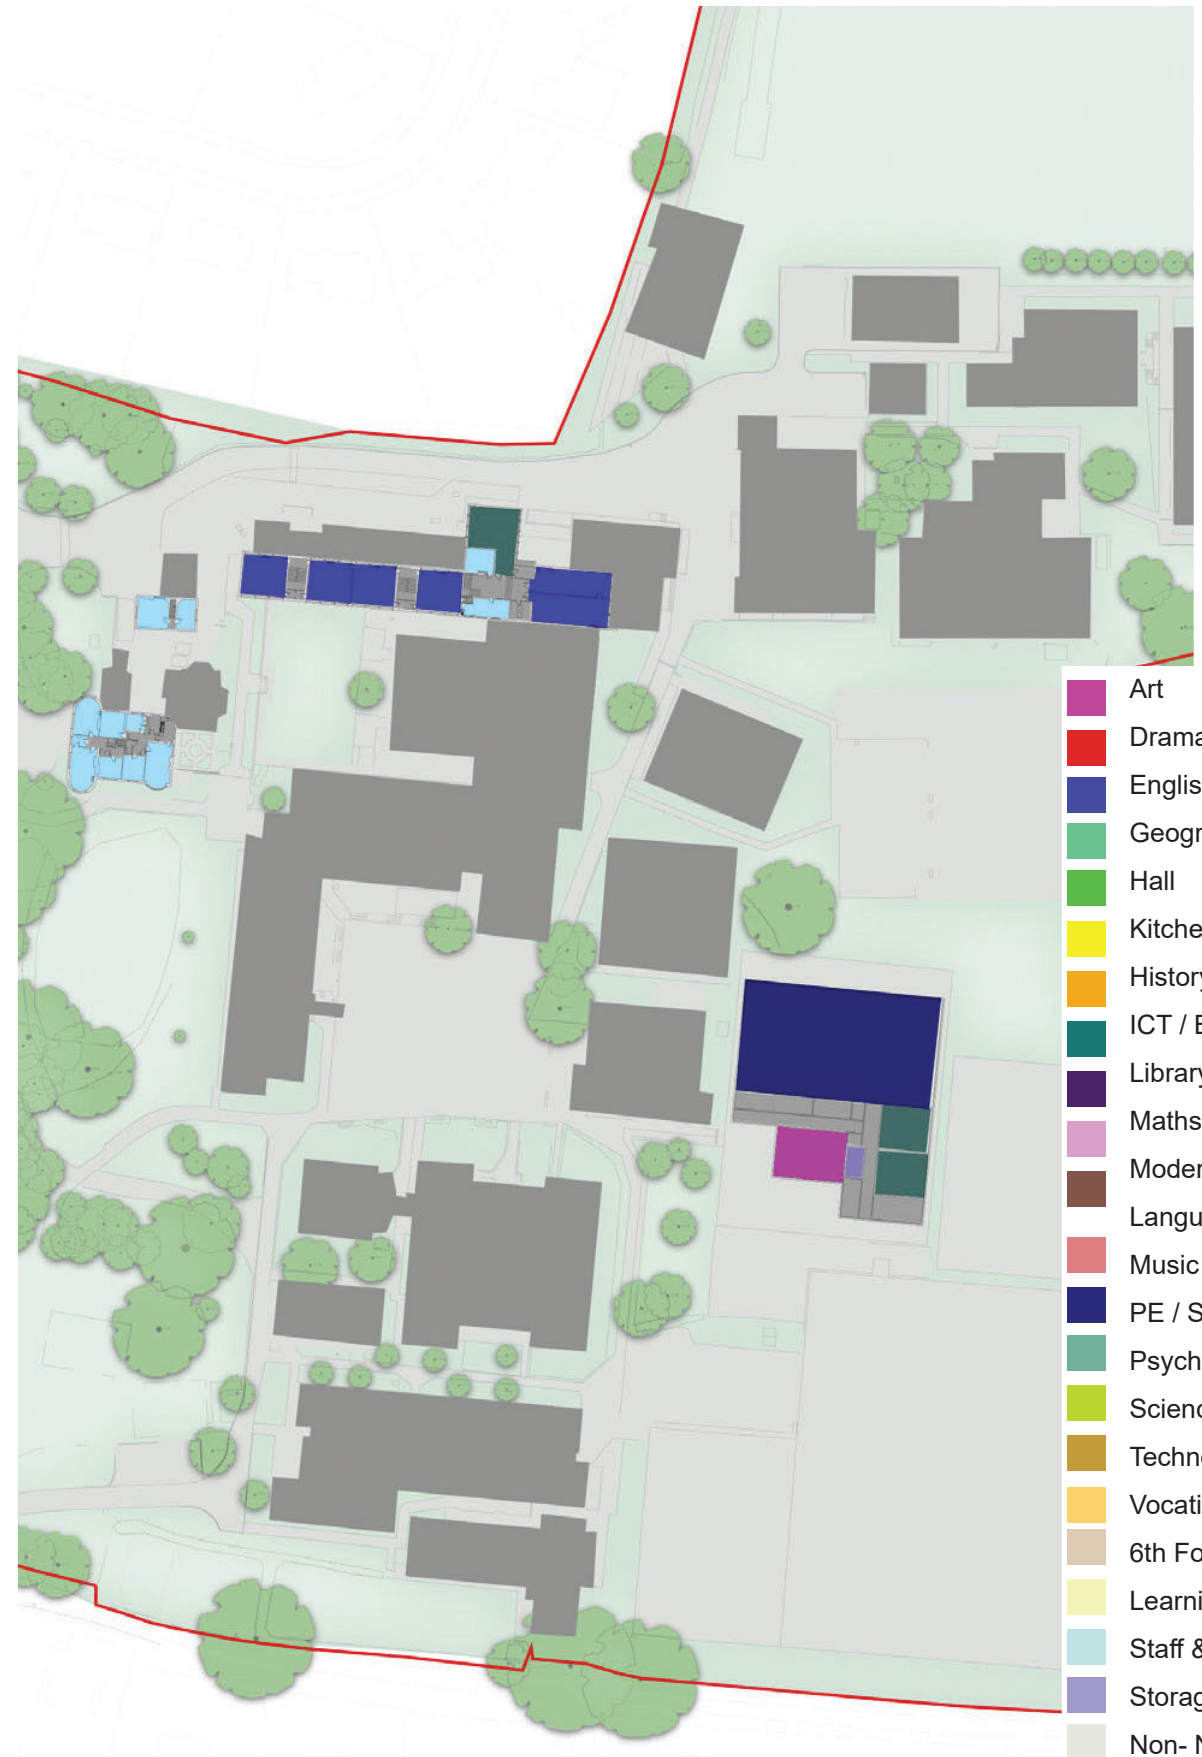 Art
Drama
Englis
Geogr
Hall
Kitche
History
ICT / E
Library
Maths
Moder
Langu
Music
PE / S
Psych
Scienc
Techno
Vocati
6th Fo
Learni
Staff &
Storag
Non- N